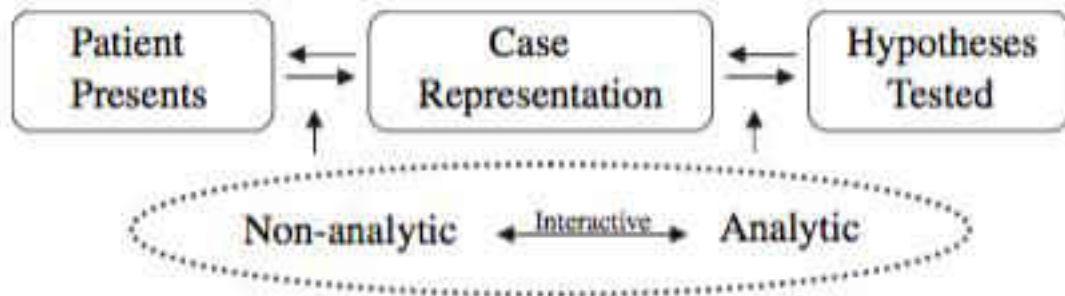 Patient
Presents
Case
Representation
Hypotheses
Tested
Non-analytic
Interactive
Analytic